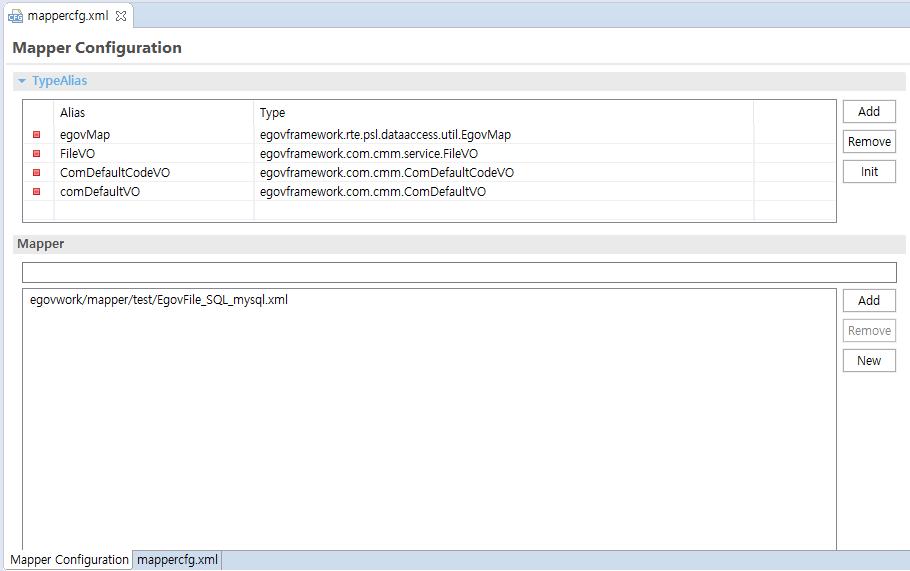 mappercfg.xml
Mapper Configuration
TypeAlias
Alias Type
egovMap egovframework.rte.psl.dataaccess.util.EgovMap
FileVO egovframework.com.cmm.service.FileVO
ComDefaultCodeVO egovframework.com.cmm.ComDefaultCodeVO
comDefaultVO egovframework.com.cmm.ComDefaultVO
Add
Remove
Init
Mapper
egovwork/mapper/test/EgovFile_SQL_mysql.xml
Add
Remove
New
Mapper Configuration mappercfg.xml